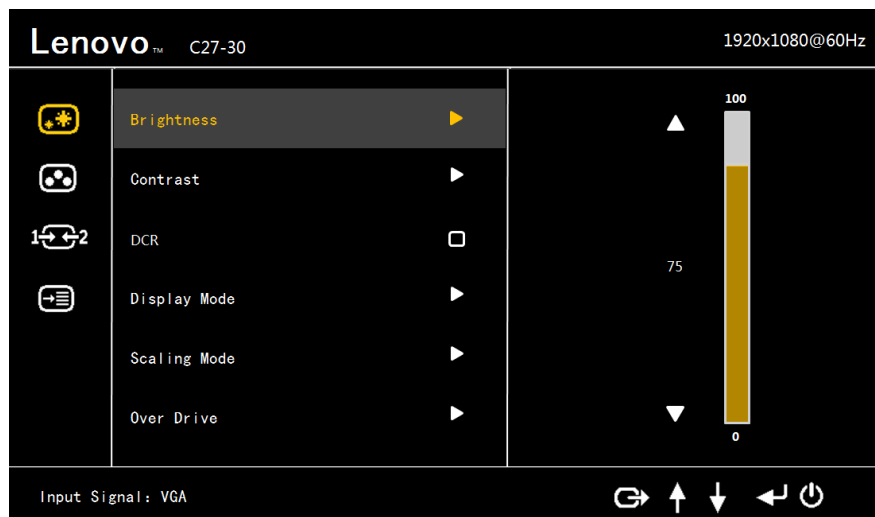 Lenovo™ C27-30
1920x1080@60Hz
Brightness
Contrast
DCR
Display Mode
Scaling Mode
Over Drive
1 2
100
75
0
Input Signal: VGA